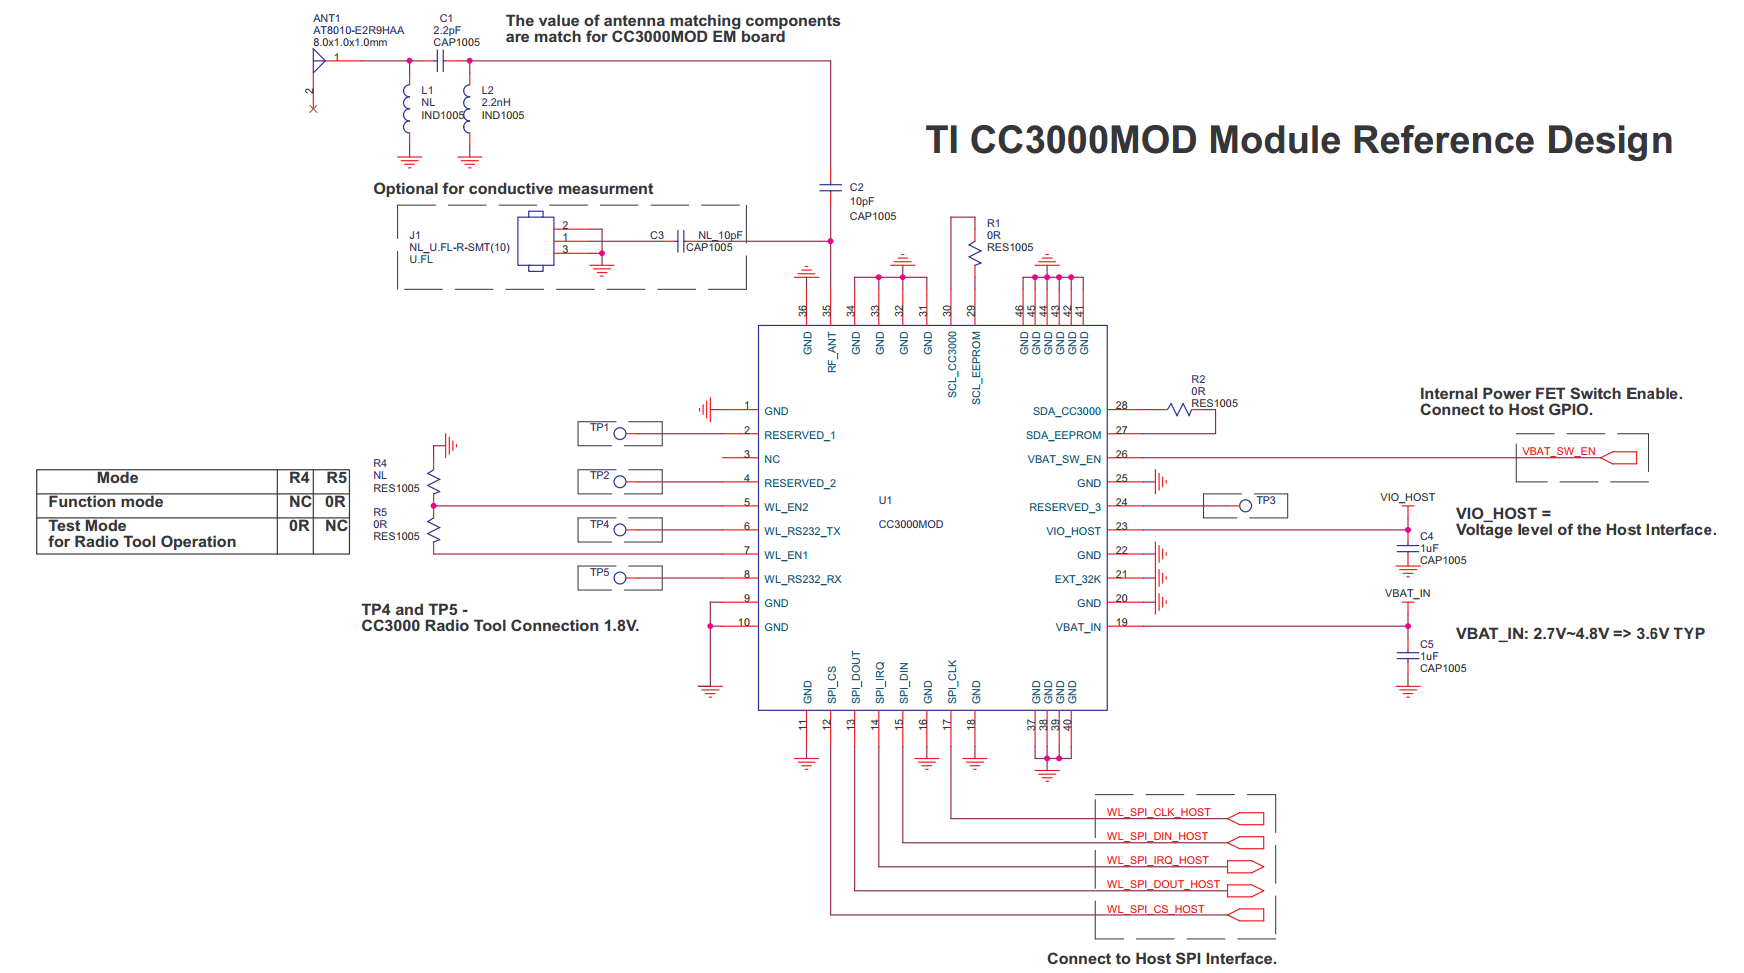 ANT1
AT8010-E2R9HAA
8.0x1.0x1.0mm
1
2
C1
2.2pF
CAP1005
The value of antenna matching components
are match for CC3000MOD EM board
L1
NL
IND1005
L2
2.2nH
IND1005
TI CC3000MOD Module Reference Design
Optional for conductive measurment
J1
NL_U.FL-R-SMT(10)
U.FL
2
1
3
C3
NL_10pF
CAP1005
C2
10pF
CAP1005
R1
0R
RES1005
36
35
34
33
32
31
30
29
46
45
44
43
42
41
GND
RF_ANT
GND
GND
GND
GND
SCL_CC3000
SCL_EEPROM
GND
GND
GND
GND
GND
GND
1
GND
TP1
2
RESERVED_1
3
NC
TP2
4
RESERVED_2
5
WL_EN2
TP4
6
WL_RS232_TX
7
WL_EN1
TP5
8
WL_RS232_RX
9
GND
10
GND
R4
NL
RES1005
R5
0R
RES1005
Mode R4 R5
Function mode NC 0R
Test Mode
for Radio Tool Operation 0R NC
TP4 and TP5 -
CC3000 Radio Tool Connection 1.8V.
U1
CC3000MOD
SDA_CC3000
28
SDA_EEPROM
27
VBAT_SW_EN
26
GND
25
RESERVED_3
24
VIO_HOST
23
GND
22
EXT_32K
21
GND
20
VBAT_IN
19
R2
0R
RES1005
Internal Power FET Switch Enable.
Connect to Host GPIO.
VBAT_SW_EN
TP3
VIO_HOST
VIO_HOST =
Voltage level of the Host Interface.
C4
1uF
CAP1005
VBAT_IN
VBAT_IN: 2.7V~4.8V => 3.6V TYP
C5
1uF
CAP1005
GND
SPI_CS
SPI_DOUT
SPI_IRQ
SPI_DIN
GND
SPI_CLK
GND
GND
GND
GND
GND
11
12
13
14
15
16
17
18
37
38
39
40
WL_SPI_CLK_HOST
WL_SPI_DIN_HOST
WL_SPI_IRQ_HOST
WL_SPI_DOUT_HOST
WL_SPI_CS_HOST
Connect to Host SPI Interface.